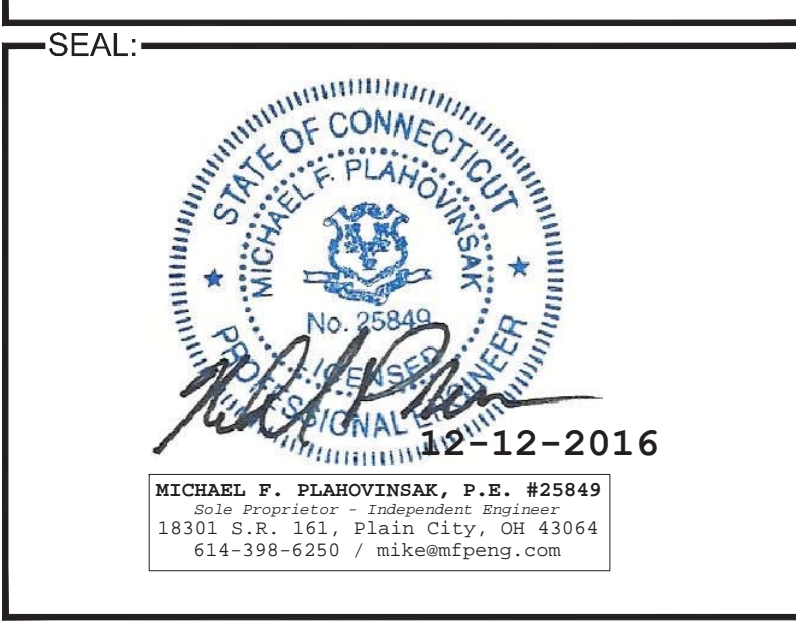 SEAL:
STATE OF CONNECTICUT
MICHAEL F. PLAHOVINSAK
No. 25849
LICENSED
PROFESSIONAL ENGINEER
12-12-2016
MICHAEL F. PLAHOVINSAK, P.E. #25849
Sole Proprietor - Independent Engineer
18301 S.R. 161, Plain City, OH 43064
614-398-6250 / mike@mfpeng.com